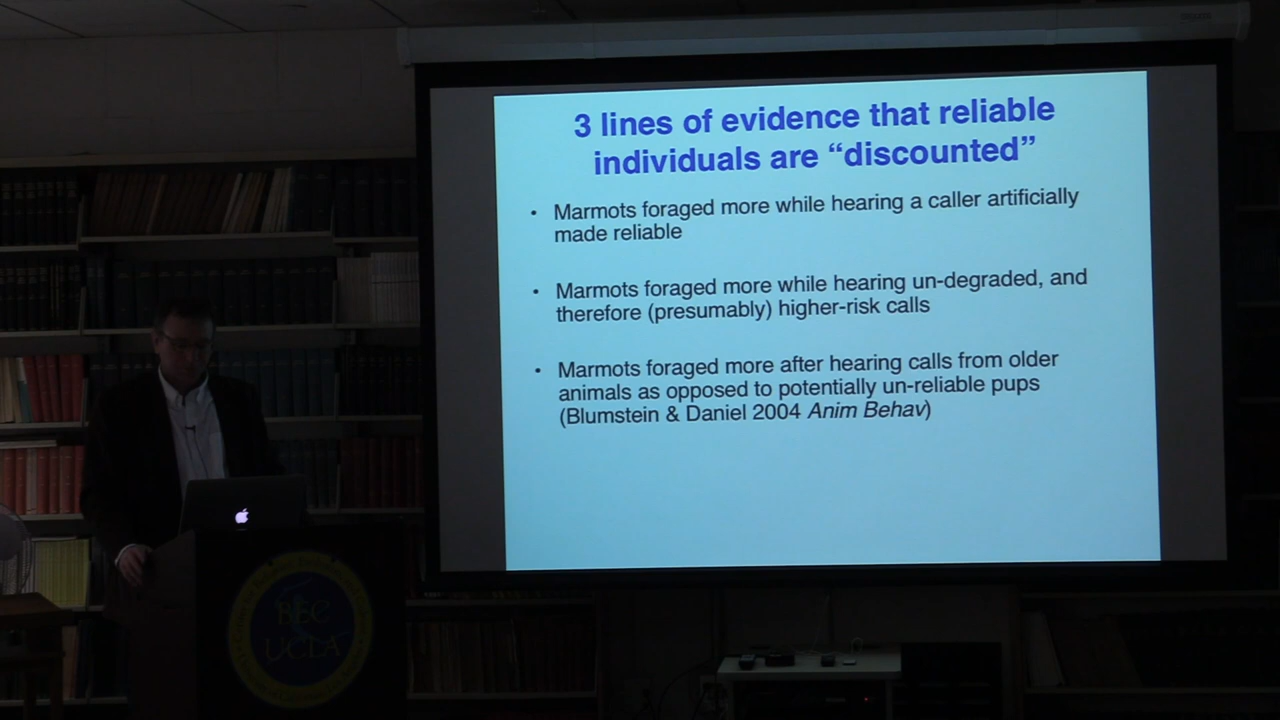 3 lines of evidence that reliable
individuals are “discounted”
• Marmots foraged more while hearing a caller artificially
made reliable
• Marmots foraged more while hearing un-degraded, and
therefore (presumably) higher-risk calls
• Marmots foraged more after hearing calls from older
animals as opposed to potentially un-reliable pups
(Blumstein & Daniel 2004 Anim Behav)
BEC
UCLA